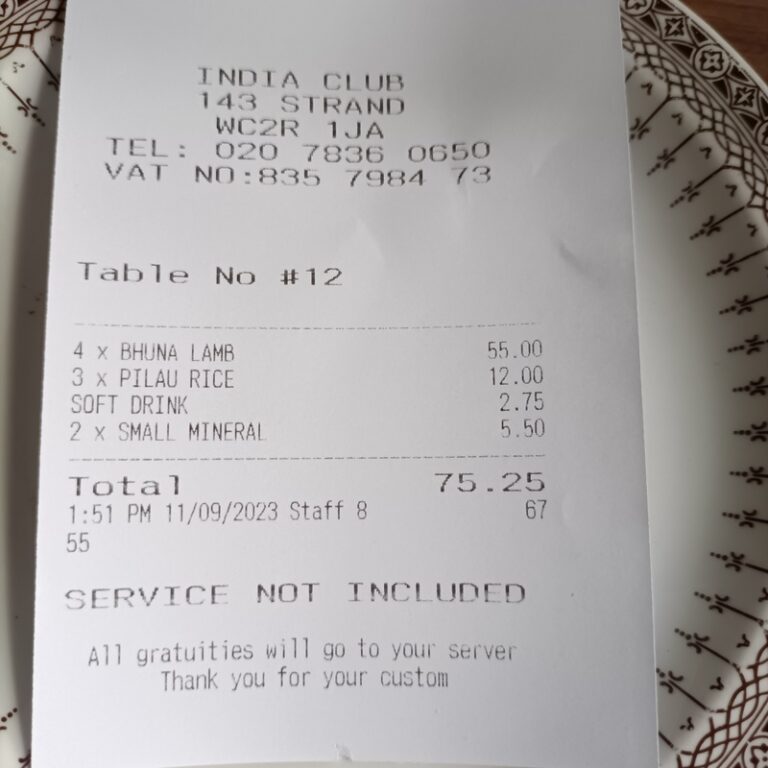 INDIA CLUB
143 STRAND
WC2R 1JA
TEL: 020 7836 0650
VAT NO:835 7984 73
Table No #12
4 x BHUNA LAMB 55.00
3 x PILAU RICE 12.00
SOFT DRINK 2.75
2 x SMALL MINERAL 5.50
Total 75.25
1:51 PM 11/09/2023 Staff 8 67
55
SERVICE NOT INCLUDED
All gratuities will go to your server
Thank you for your custom